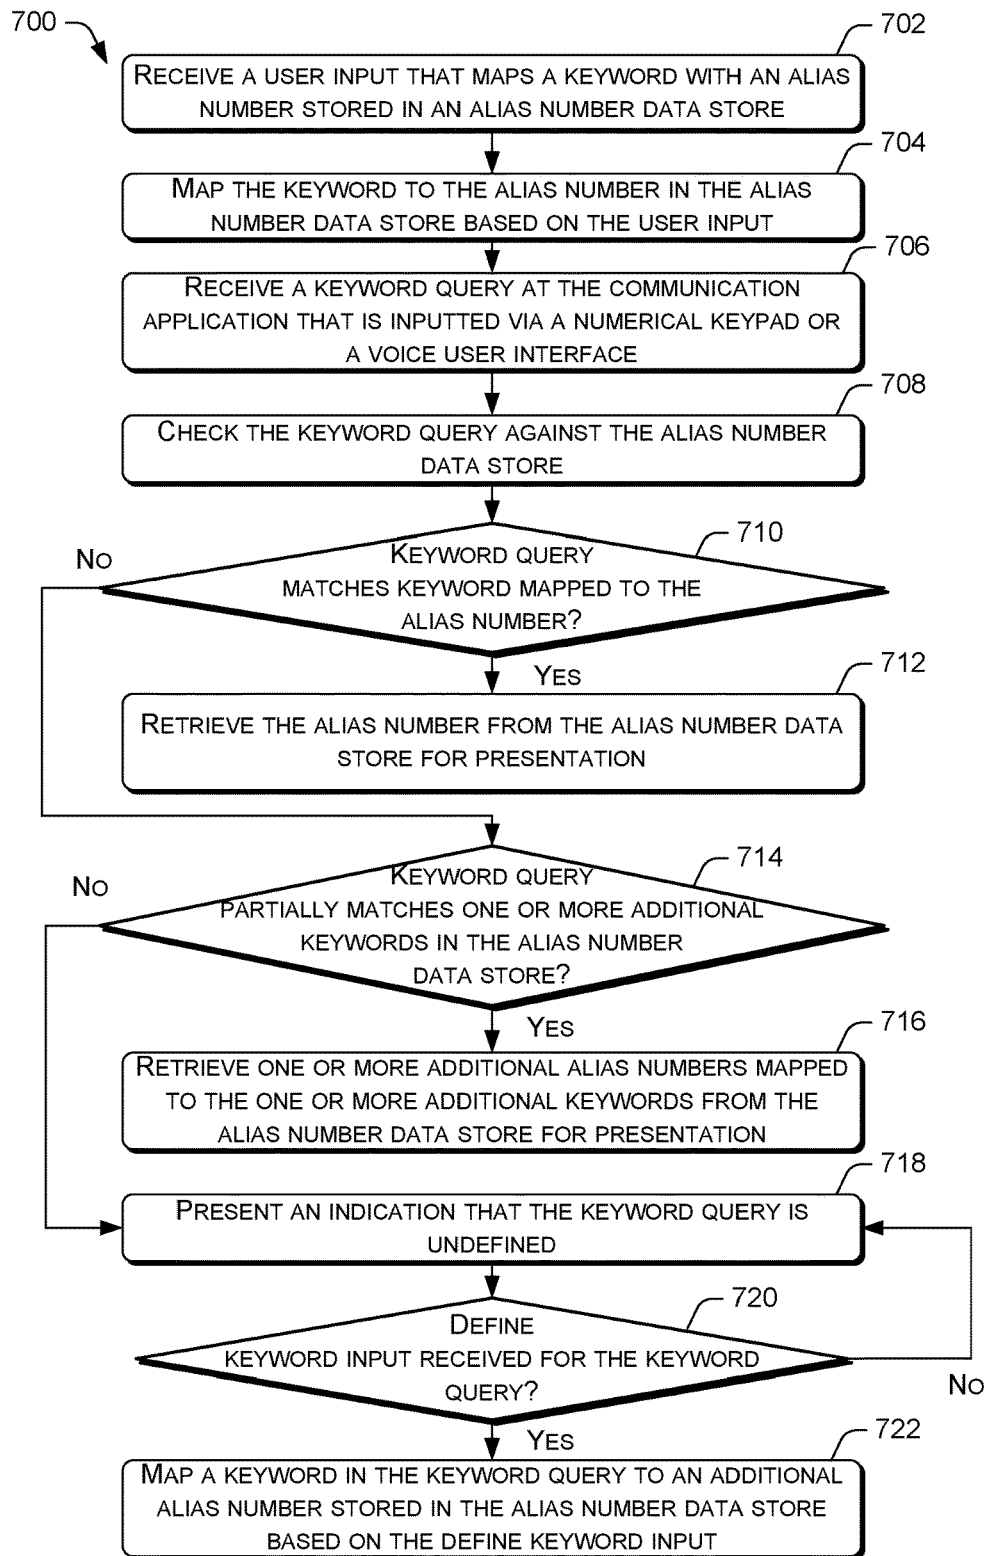 700
702
RECEIVE A USER INPUT THAT MAPS A KEYWORD WITH AN ALIAS
NUMBER STORED IN AN ALIAS NUMBER DATA STORE
704
MAP THE KEYWORD TO THE ALIAS NUMBER IN THE ALIAS
NUMBER DATA STORE BASED ON THE USER INPUT
706
RECEIVE A KEYWORD QUERY AT THE COMMUNICATION
APPLICATION THAT IS INPUTTED VIA A NUMERICAL KEYPAD OR
A VOICE USER INTERFACE
708
CHECK THE KEYWORD QUERY AGAINST THE ALIAS NUMBER
DATA STORE
710
NO
KEYWORD QUERY
MATCHES KEYWORD MAPPED TO THE
ALIAS NUMBER?
YES
712
RETRIEVE THE ALIAS NUMBER FROM THE ALIAS NUMBER DATA
STORE FOR PRESENTATION
714
NO
KEYWORD QUERY
PARTIALLY MATCHES ONE OR MORE ADDITIONAL
KEYWORDS IN THE ALIAS NUMBER
DATA STORE?
YES
716
RETRIEVE ONE OR MORE ADDITIONAL ALIAS NUMBERS MAPPED
TO THE ONE OR MORE ADDITIONAL KEYWORDS FROM THE
ALIAS NUMBER DATA STORE FOR PRESENTATION
718
PRESENT AN INDICATION THAT THE KEYWORD QUERY IS
UNDEFINED
720
DEFINE
KEYWORD INPUT RECEIVED FOR THE KEYWORD
QUERY?
NO
YES
722
MAP A KEYWORD IN THE KEYWORD QUERY TO AN ADDITIONAL
ALIAS NUMBER STORED IN THE ALIAS NUMBER DATA STORE
BASED ON THE DEFINE KEYWORD INPUT